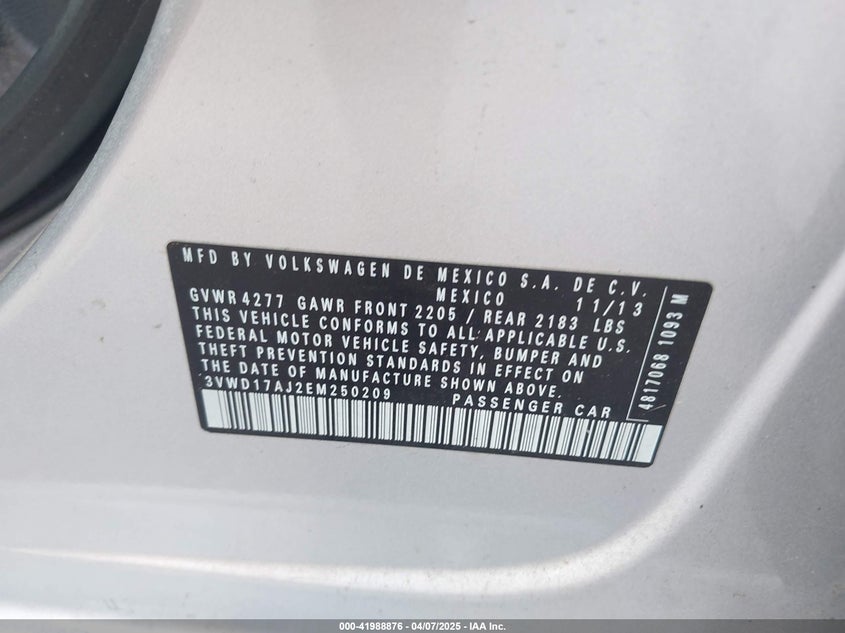 MFD BY VOLKSWAGEN DE MEXICO S.A. DE C.V.
MEXICO 11/13
GVWR 4277 GAWR FRONT 2205 / REAR 2183 LBS
THIS VEHICLE CONFORMS TO ALL APPLICABLE U.S.
FEDERAL MOTOR VEHICLE SAFETY, BUMPER AND
THEFT PREVENTION STANDARDS IN EFFECT ON
THE DATE OF MANUFACTURE SHOWN ABOVE.
3VWD17AJ2EM250209 PASSENGER CAR
4817068 1093 M
000-41988876 | 04/07/2025 - IAA Inc.